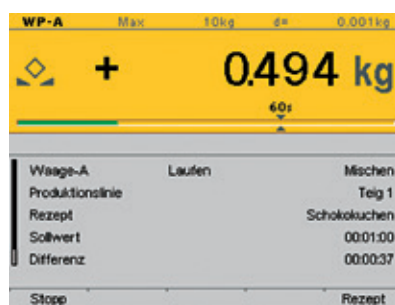 WP-A Max 10kg d= 0.001kg
+ 0.494 kg
60s
Waage-A Laufen Mischen
Produktionslinie Teig 1
Rezept Schokokuchen
Sollwert 00:01:00
Differenz 00:00:37
Stopp Rezept